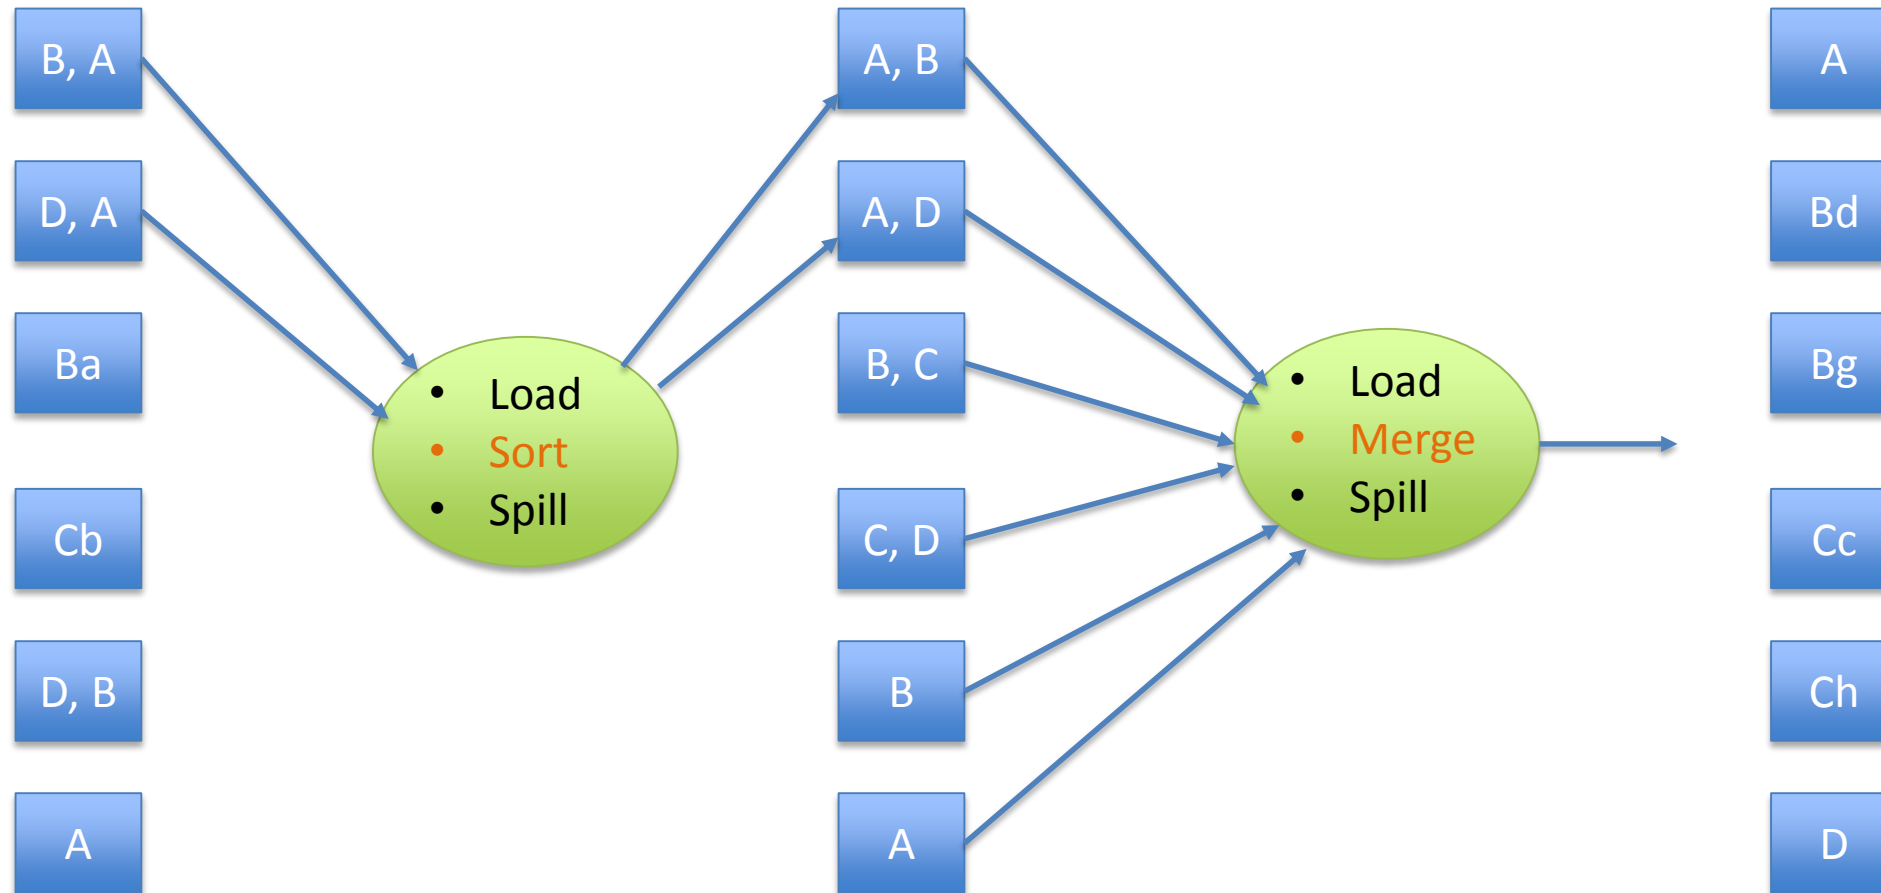 B, A
D, A
Ba
Cb
D, B
A
• Load
• Sort
• Spill
A, B
A, D
B, C
C, D
B
A
• Load
• Merge
• Spill
A
Bd
Bg
Cc
Ch
D